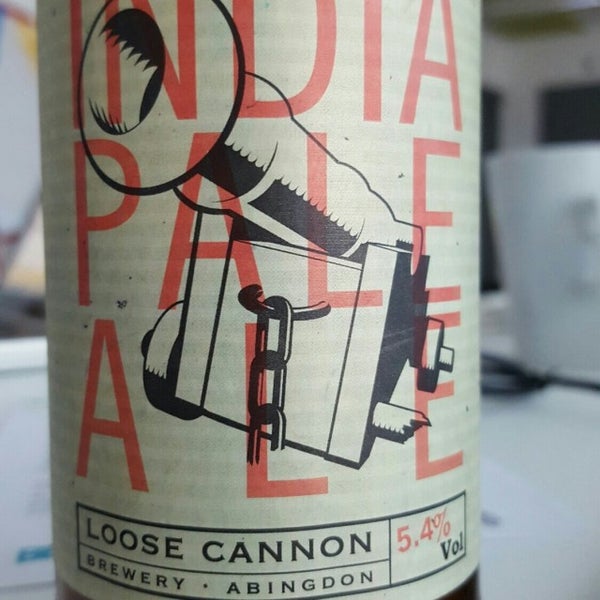 INDIA
PALE
ALE
LOOSE CANNON
BREWERY · ABINGDON
5.4%
Vol